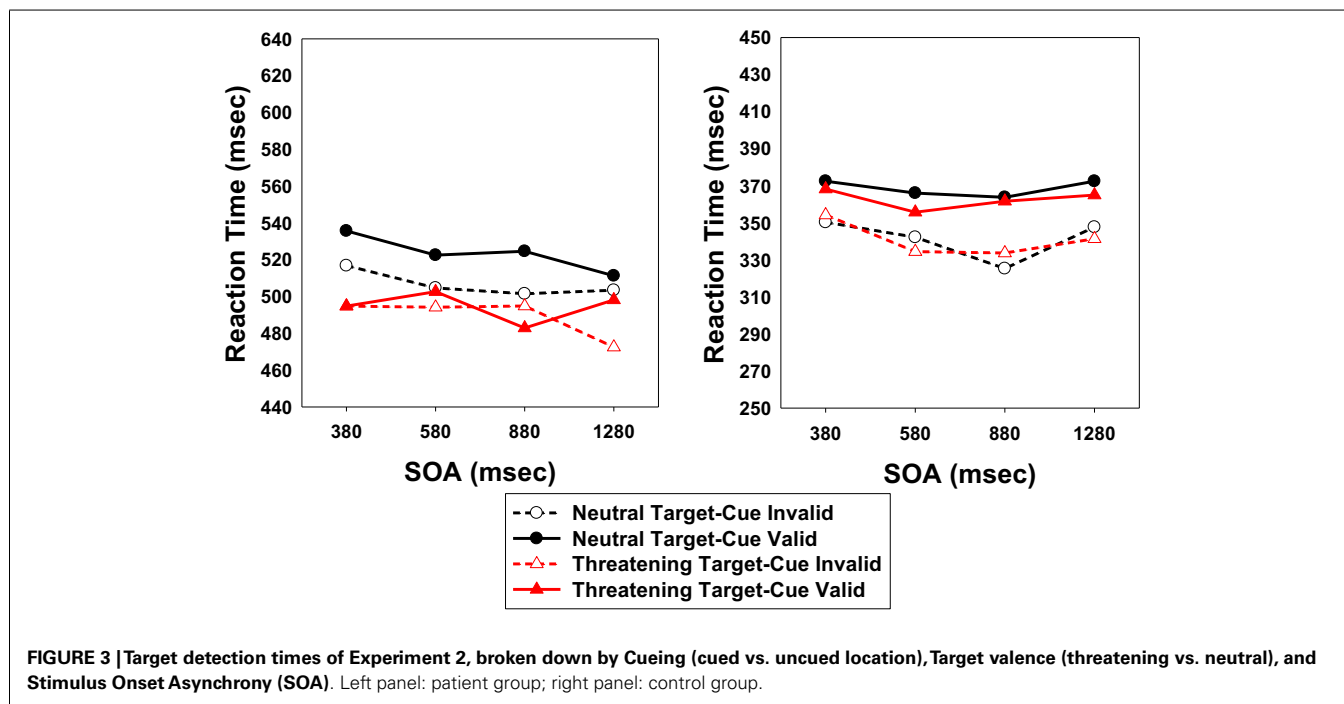 640
620
600
580
560
540
520
500
480
460
440
Reaction Time (msec)
380 580 880 1280
SOA (msec)
450
430
410
390
370
350
330
310
290
270
250
Reaction Time (msec)
380 580 880 1280
SOA (msec)
Neutral Target-Cue Invalid
Neutral Target-Cue Valid
Threatening Target-Cue Invalid
Threatening Target-Cue Valid
FIGURE 3 | Target detection times of Experiment 2, broken down by Cueing (cued vs. uncued location), Target valence (threatening vs. neutral), and
Stimulus Onset Asynchrony (SOA). Left panel: patient group; right panel: control group.